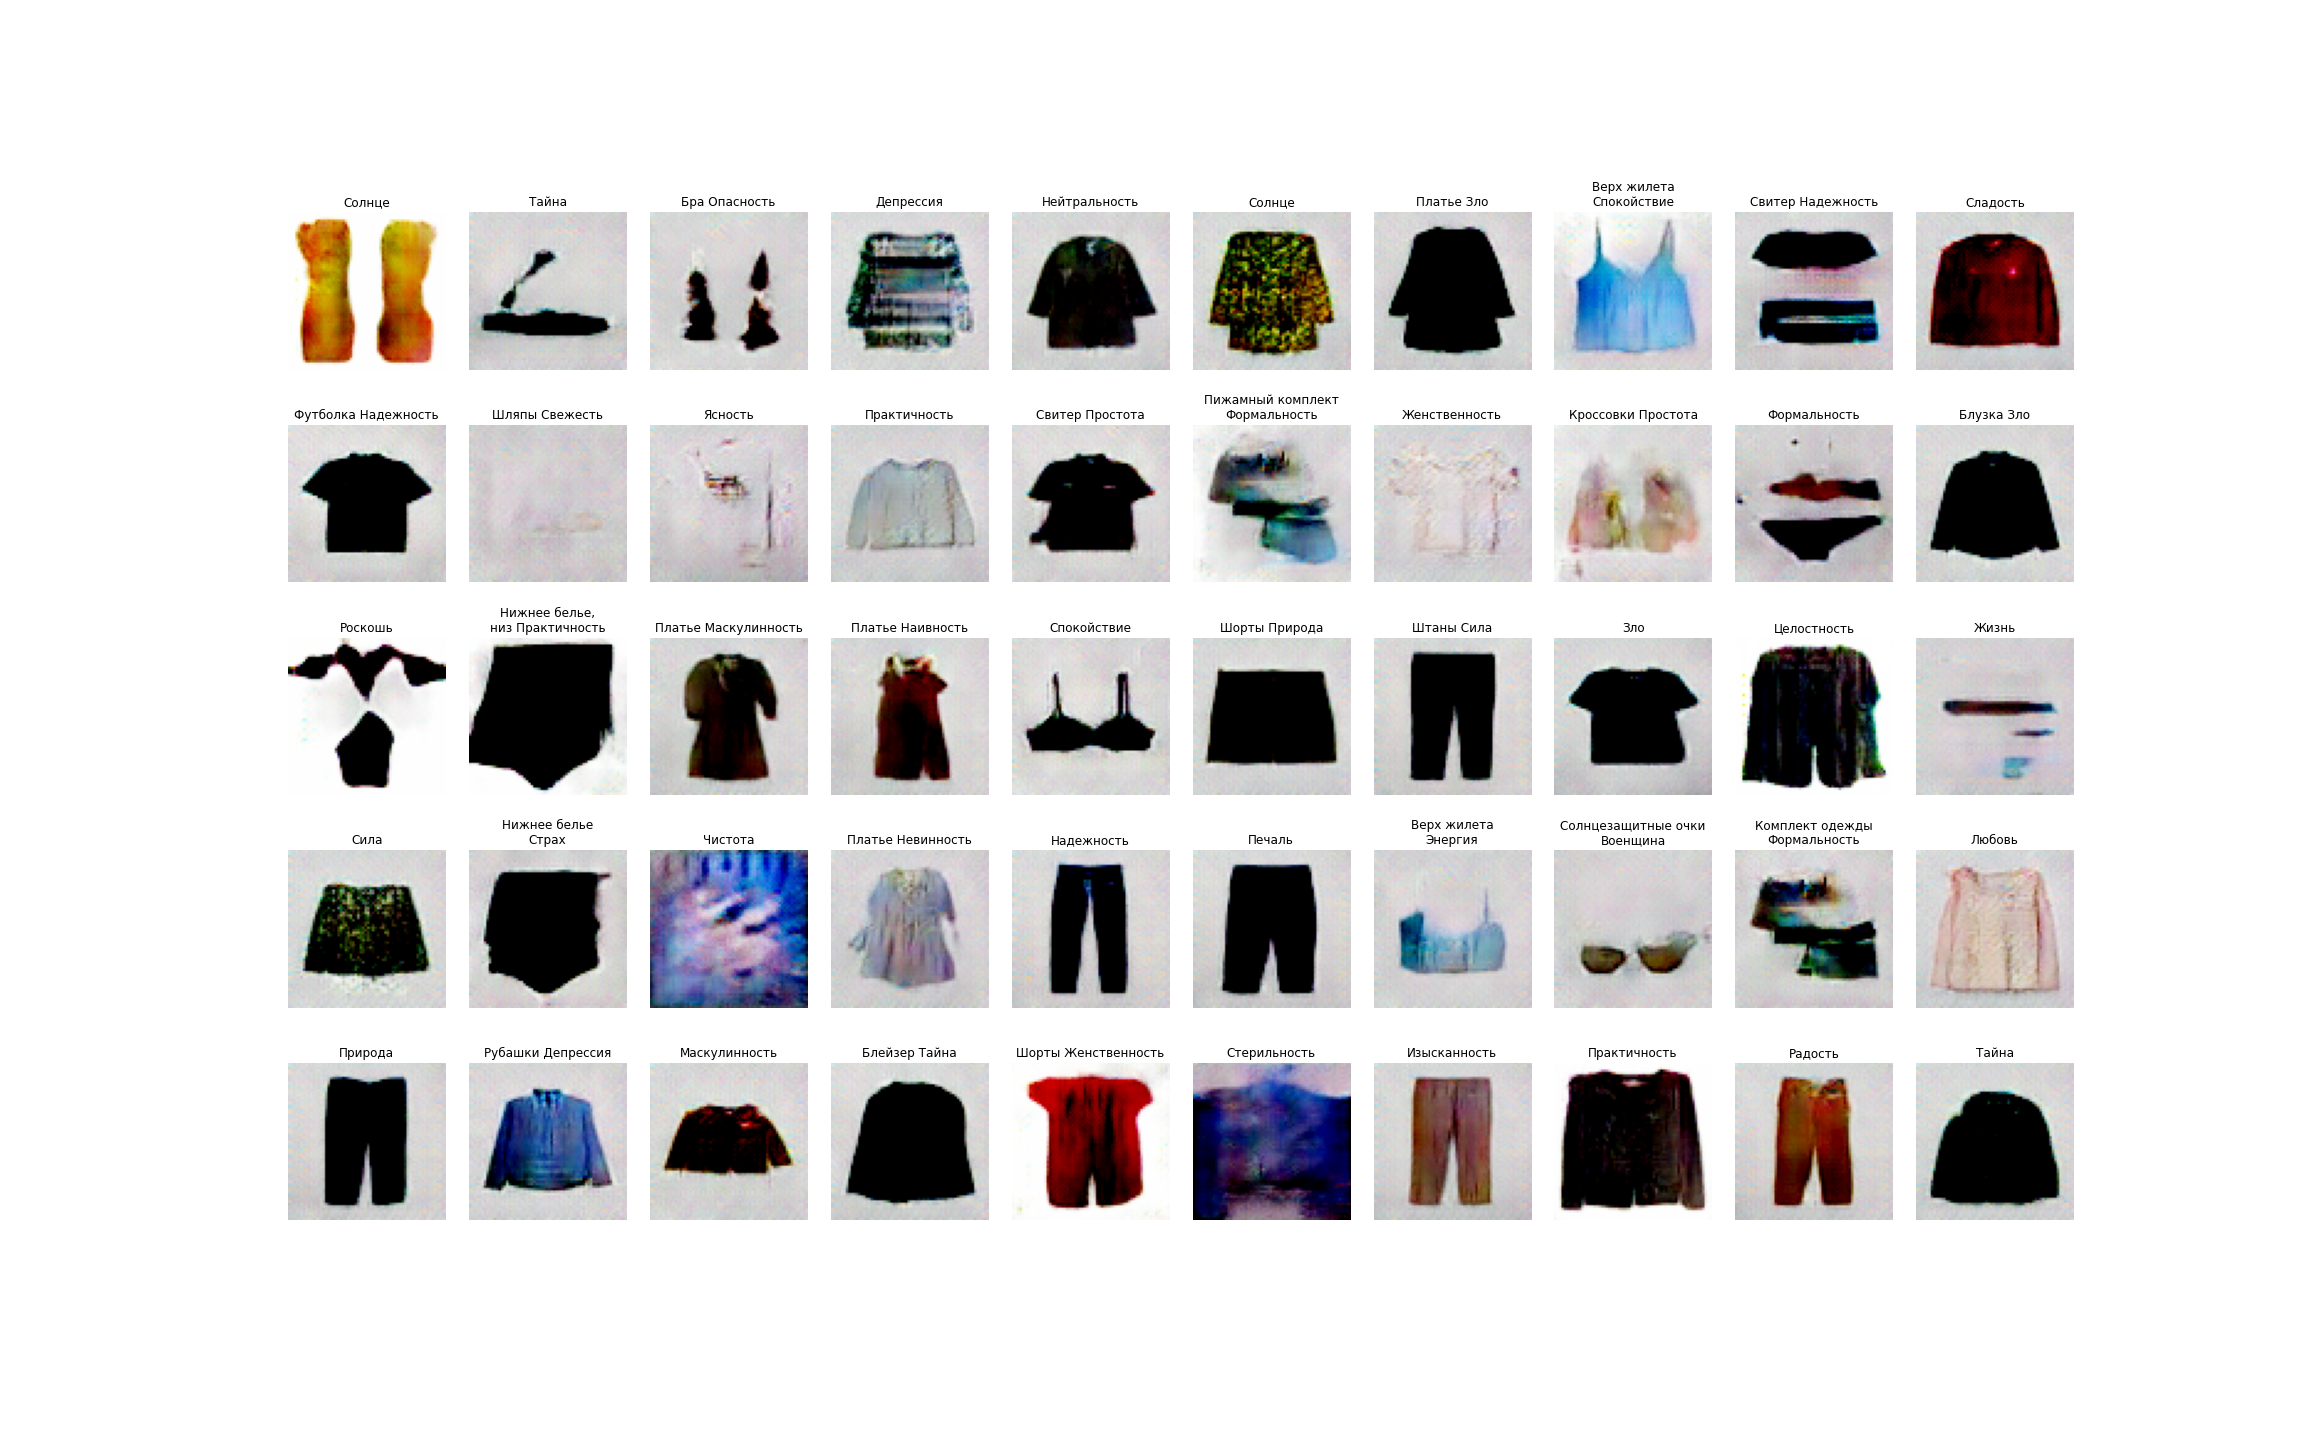 Солнце
Тайна
Бра Опасность
Депрессия
Нейтральность
Солнце
Платье Зло
Верх жилета
Спокойствие
Свитер Надежность
Сладость
Футболка Надежность
Шляпы Свежесть
Ясность
Практичность
Свитер Простота
Пижамный комплект
Формальность
Женственность
Кроссовки Простота
Формальность
Блузка Зло
Роскошь
Нижнее белье,
низ Практичность
Платье Маскулинность
Платье Наивность
Спокойствие
Шорты Природа
Штаны Сила
Зло
Целостность
Жизнь
Сила
Нижнее белье
Страх
Чистота
Платье Невинность
Надежность
Печаль
Верх жилета
Энергия
Солнцезащитные очки
Военщина
Комплект одежды
Формальность
Любовь
Природа
Рубашки Депрессия
Маскулинность
Блейзер Тайна
Шорты Женственность
Стерильность
Изысканность
Практичность
Радость
Тайна